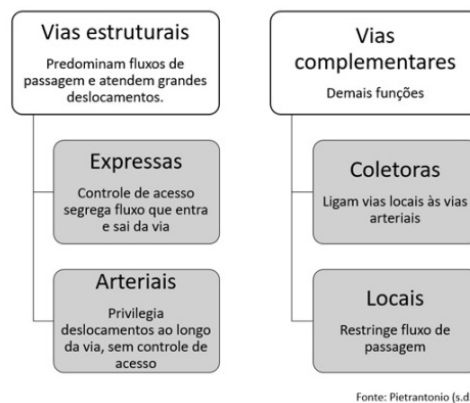 Vias estruturais
Predominam fluxos de
passagem e atendem grandes
deslocamentos.
Expressas
Controle de acesso
segrega fluxo que entra
e sai da via
Arteriais
Privilegia
deslocamentos ao longo
da via, sem controle de
acesso
Vias
complementares
Demais funções
Coletoras
Ligam vias locais às vias
arteriais
Locais
Restringe fluxo de
passagem
Fonte: Pietrantonio (s.d